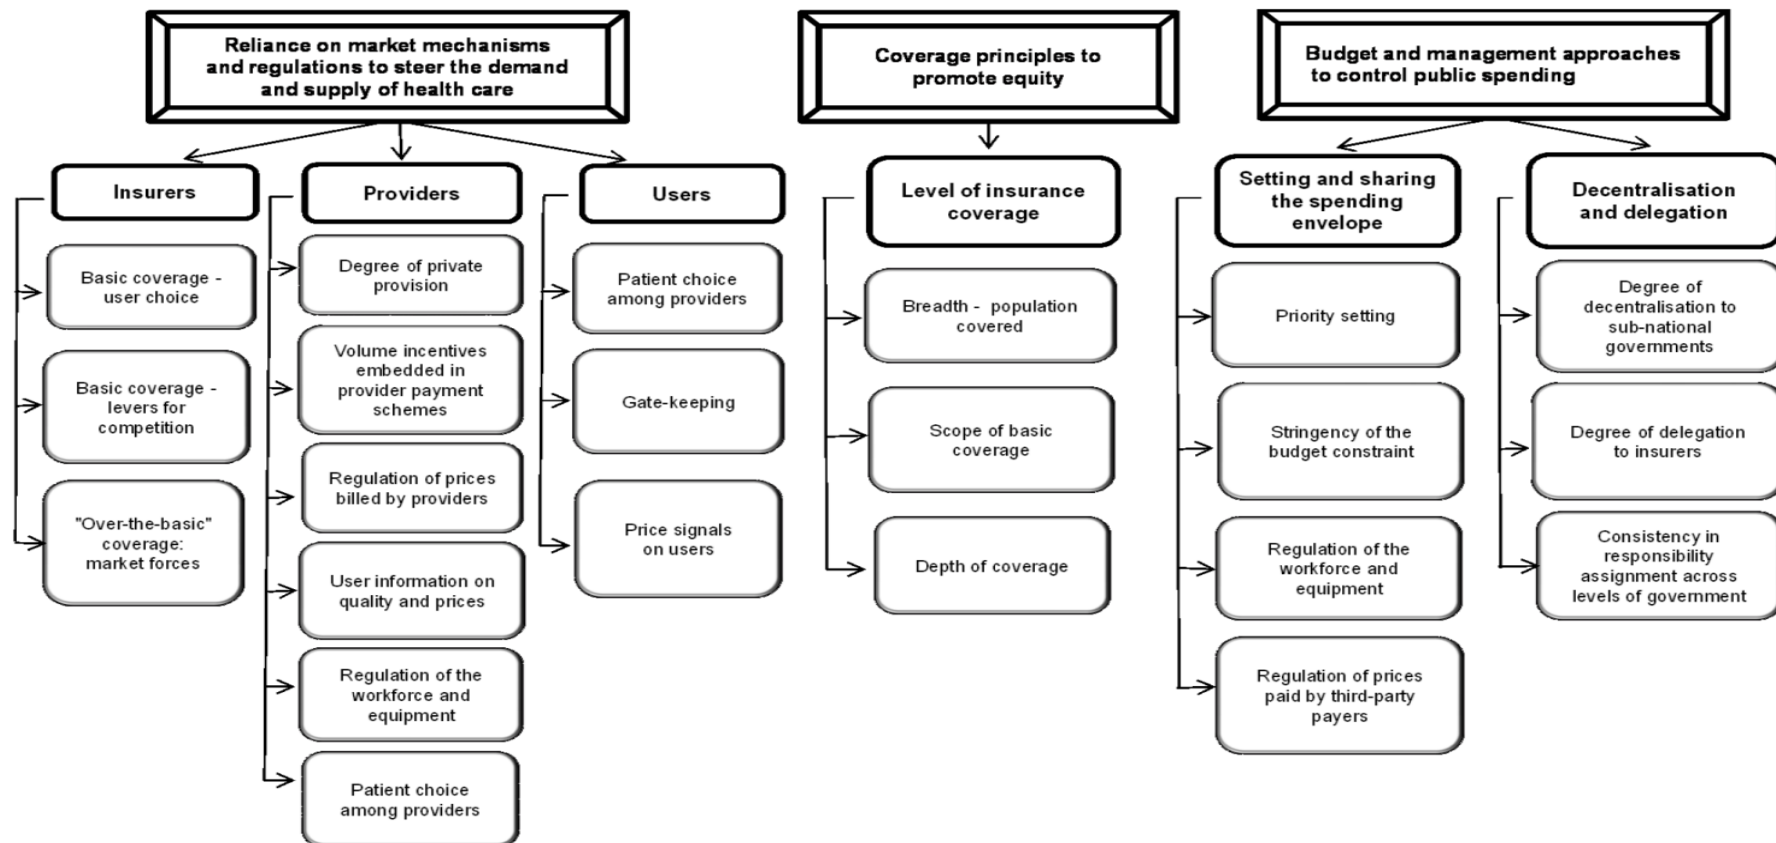 Reliance on market mechanisms
and regulations to steer the demand
and supply of health care
Insurers
Basic coverage -
user choice
Basic coverage -
levers for
competition
"Over-the-basic"
coverage:
market forces
Providers
Degree of private
provision
Volume incentives
embedded in
provider payment
schemes
Regulation of prices
billed by providers
User information on
quality and prices
Regulation of the
workforce and
equipment
Patient choice
among providers
Users
Patient choice
among providers
Gate-keeping
Price signals
on users
Coverage principles to
promote equity
Level of insurance
coverage
Breadth - population
covered
Scope of basic
coverage
Depth of coverage
Budget and management approaches
to control public spending
Setting and sharing
the spending
envelope
Priority setting
Stringency of the
budget constraint
Regulation of the
workforce and
equipment
Regulation of prices
paid by third-party
payers
Decentralisation
and delegation
Degree of
decentralisation to
sub-national
governments
Degree of delegation
to insurers
Consistency in
responsibility
assignment across
levels of government